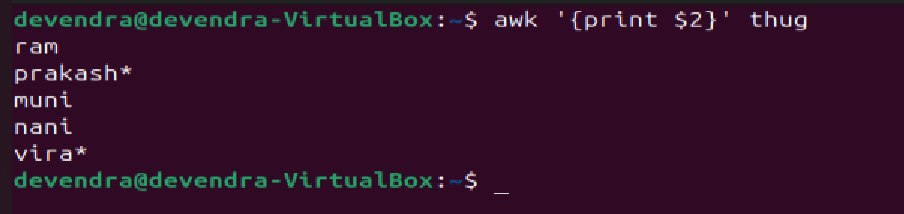 devendra@devendra-VirtualBox:~$ awk '{print $2}' thug
ram
prakash*
muni
nani
vira*
devendra@devendra-VirtualBox:~$ _